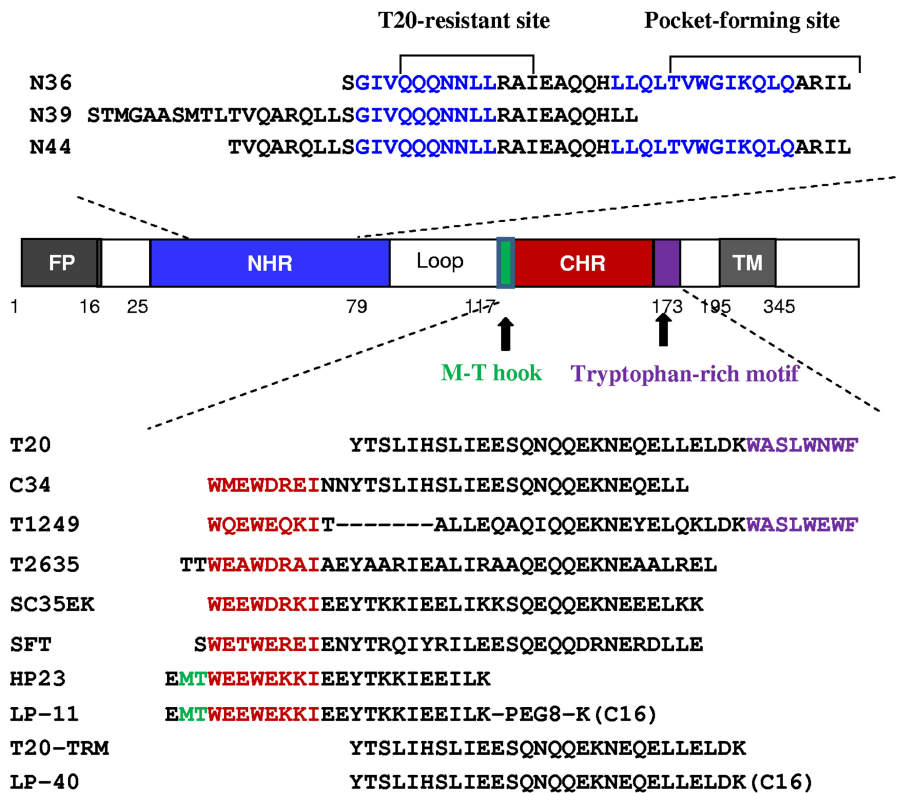 T20-resistant site Pocket-forming site
N36 SGIVQQQNNLLRAIEAQQHLLQLTVWGIKQLQARIL
N39 STMGAASMTLTVQARQLLSGIVQQQNNLLRAIEAQQHLL
N44 TVQARQLLSGIVQQQNNLLRAIEAQQHLLQLTVWGIKQLQARIL
FP NHR Loop CHR TM
1 16 25 79 117 173 195 345
M-T hook Tryptophan-rich motif
T20 YTSLIHSLIEESQNQQEKNEQELLELDKWASLWNWF
C34 WMEWDREINNYTSLIHSLIEESQNQQEKNEQELL
T1249 WQEWEQKIT-------ALLEQAQIQQEKNEYELQKLDKWASLWEWF
T2635 TTWEAWDRAIAEYAARIEALIRAAQEQQEKNEAALREL
SC35EK WEEWDRKIEEYTKKIEELIKKSQEQQEKNEEELKK
SFT SWETWEREIENYTRQIYRILEESQEQQDRNERDLLE
HP23 EMTWEEWEKKIEEYTKKIEEILK
LP-11 EMTWEEWEKKIEEYTKKIEEILK-PEG8-K(C16)
T20-TRM YTSLIHSLIEESQNQQEKNEQELLELDK
LP-40 YTSLIHSLIEESQNQQEKNEQELLELDK(C16)